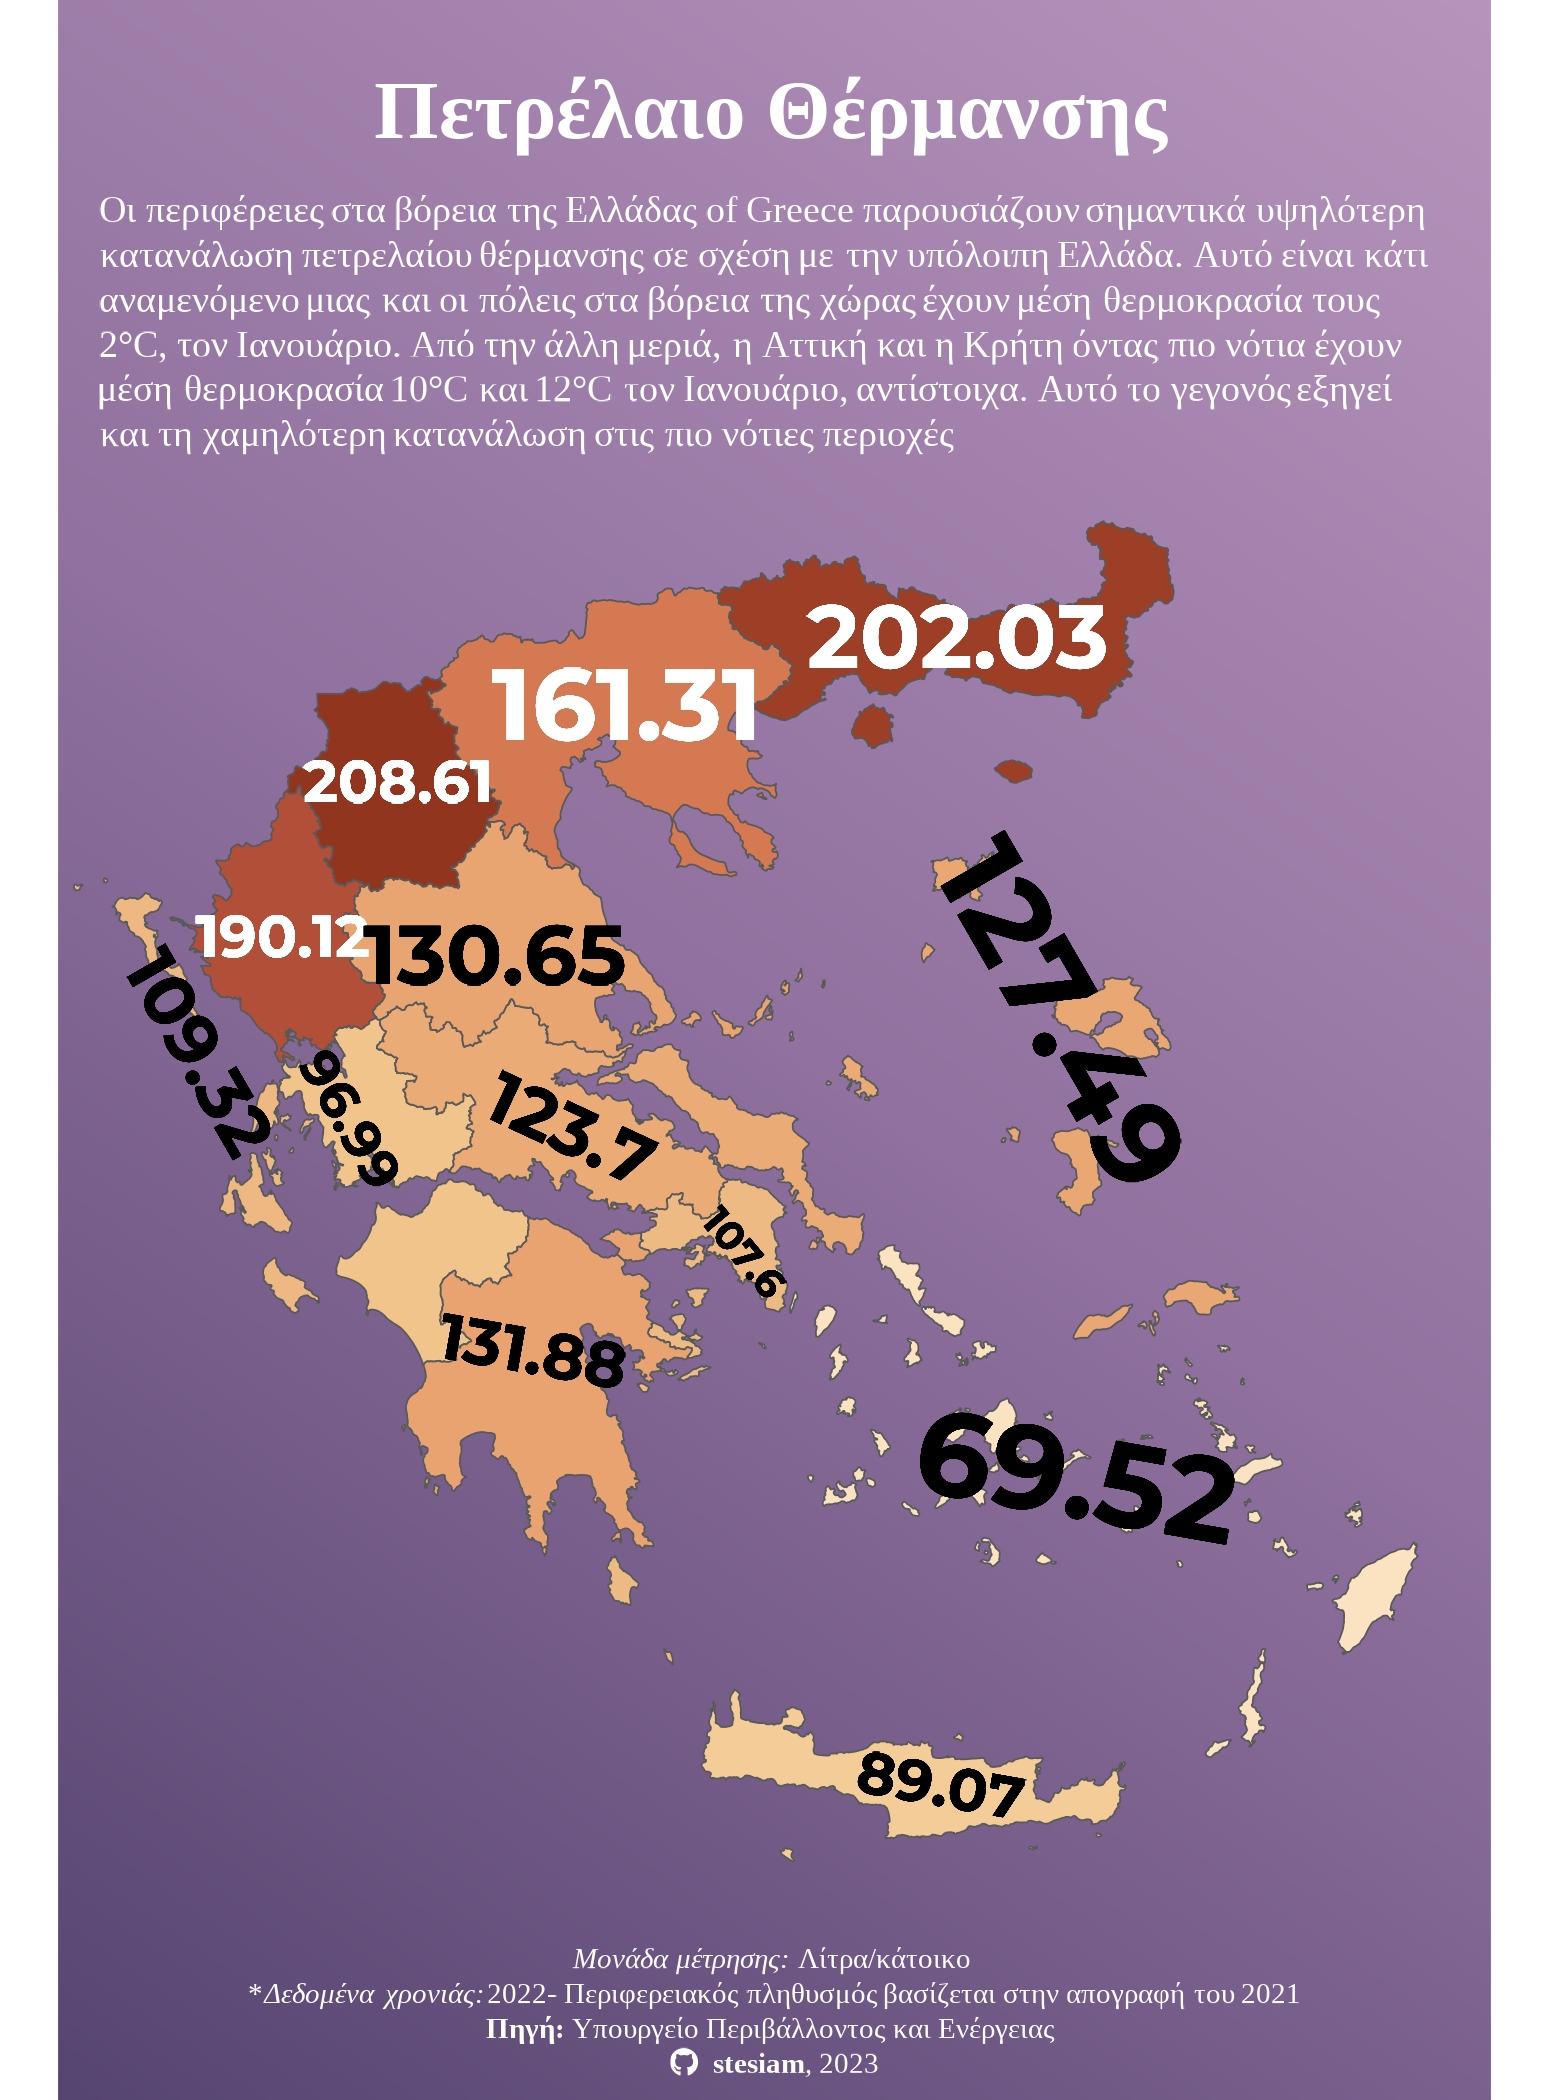 Πετρέλαιο Θέρμανσης
Οι περιφέρειες στα βόρεια της Ελλάδας of Greece παρουσιάζουν σημαντικά υψηλότερη
κατανάλωση πετρελαίου θέρμανσης σε σχέση με την υπόλοιπη Ελλάδα. Αυτό είναι κάτι
αναμενόμενο μιας και οι πόλεις στα βόρεια της χώρας έχουν μέση θερμοκρασία τους
2°C, τον Ιανουάριο. Από την άλλη μεριά, η Αττική και η Κρήτη όντας πιο νότια έχουν
μέση θερμοκρασία 10°C και 12°C τον Ιανουάριο, αντίστοιχα. Αυτό το γεγονός εξηγεί
και τη χαμηλότερη κατανάλωση στις πιο νότιες περιοχές
202.03
161.31
208.61
190.12
130.65
127.49
109.32
96.99
123.7
107.6
131.88
69.52
89.07
Μονάδα μέτρησης: Λίτρα/κάτοικο
*Δεδομένα χρονιάς: 2022- Περιφερειακός πληθυσμός βασίζεται στην απογραφή του 2021
Πηγή: Υπουργείο Περιβάλλοντος και Ενέργειας
stesiam, 2023